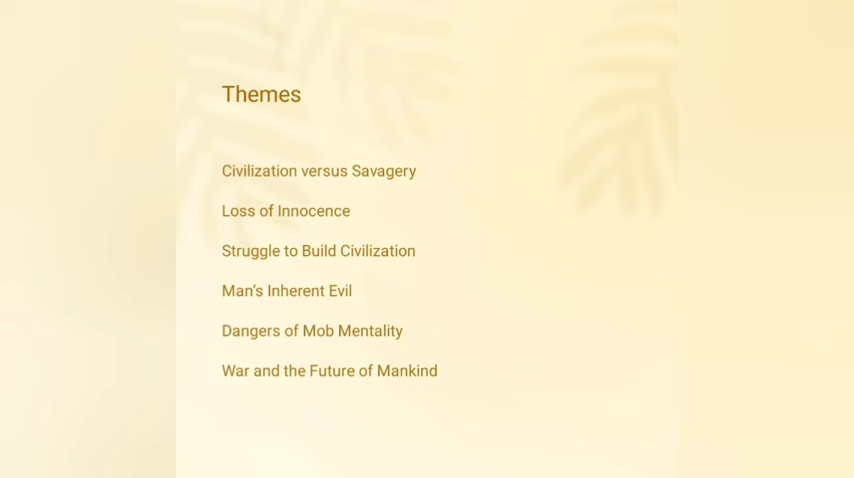 Themes
Civilization versus Savagery
Loss of Innocence
Struggle to Build Civilization
Man's Inherent Evil
Dangers of Mob Mentality
War and the Future of Mankind